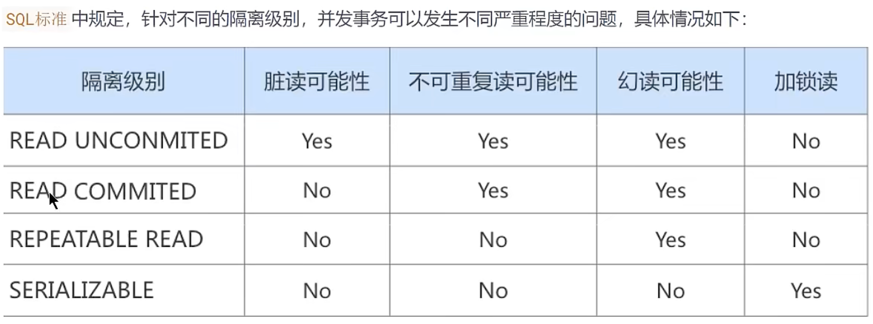 SQL标准 中规定，针对不同的隔离级别，并发事务可以发生不同严重程度的问题，具体情况如下：
隔离级别 脏读可能性 不可重复读可能性 幻读可能性 加锁读
READ UNCONMITED Yes Yes Yes No
READ COMMITED No Yes Yes No
REPEATABLE READ No No Yes No
SERIALIZABLE No No No Yes